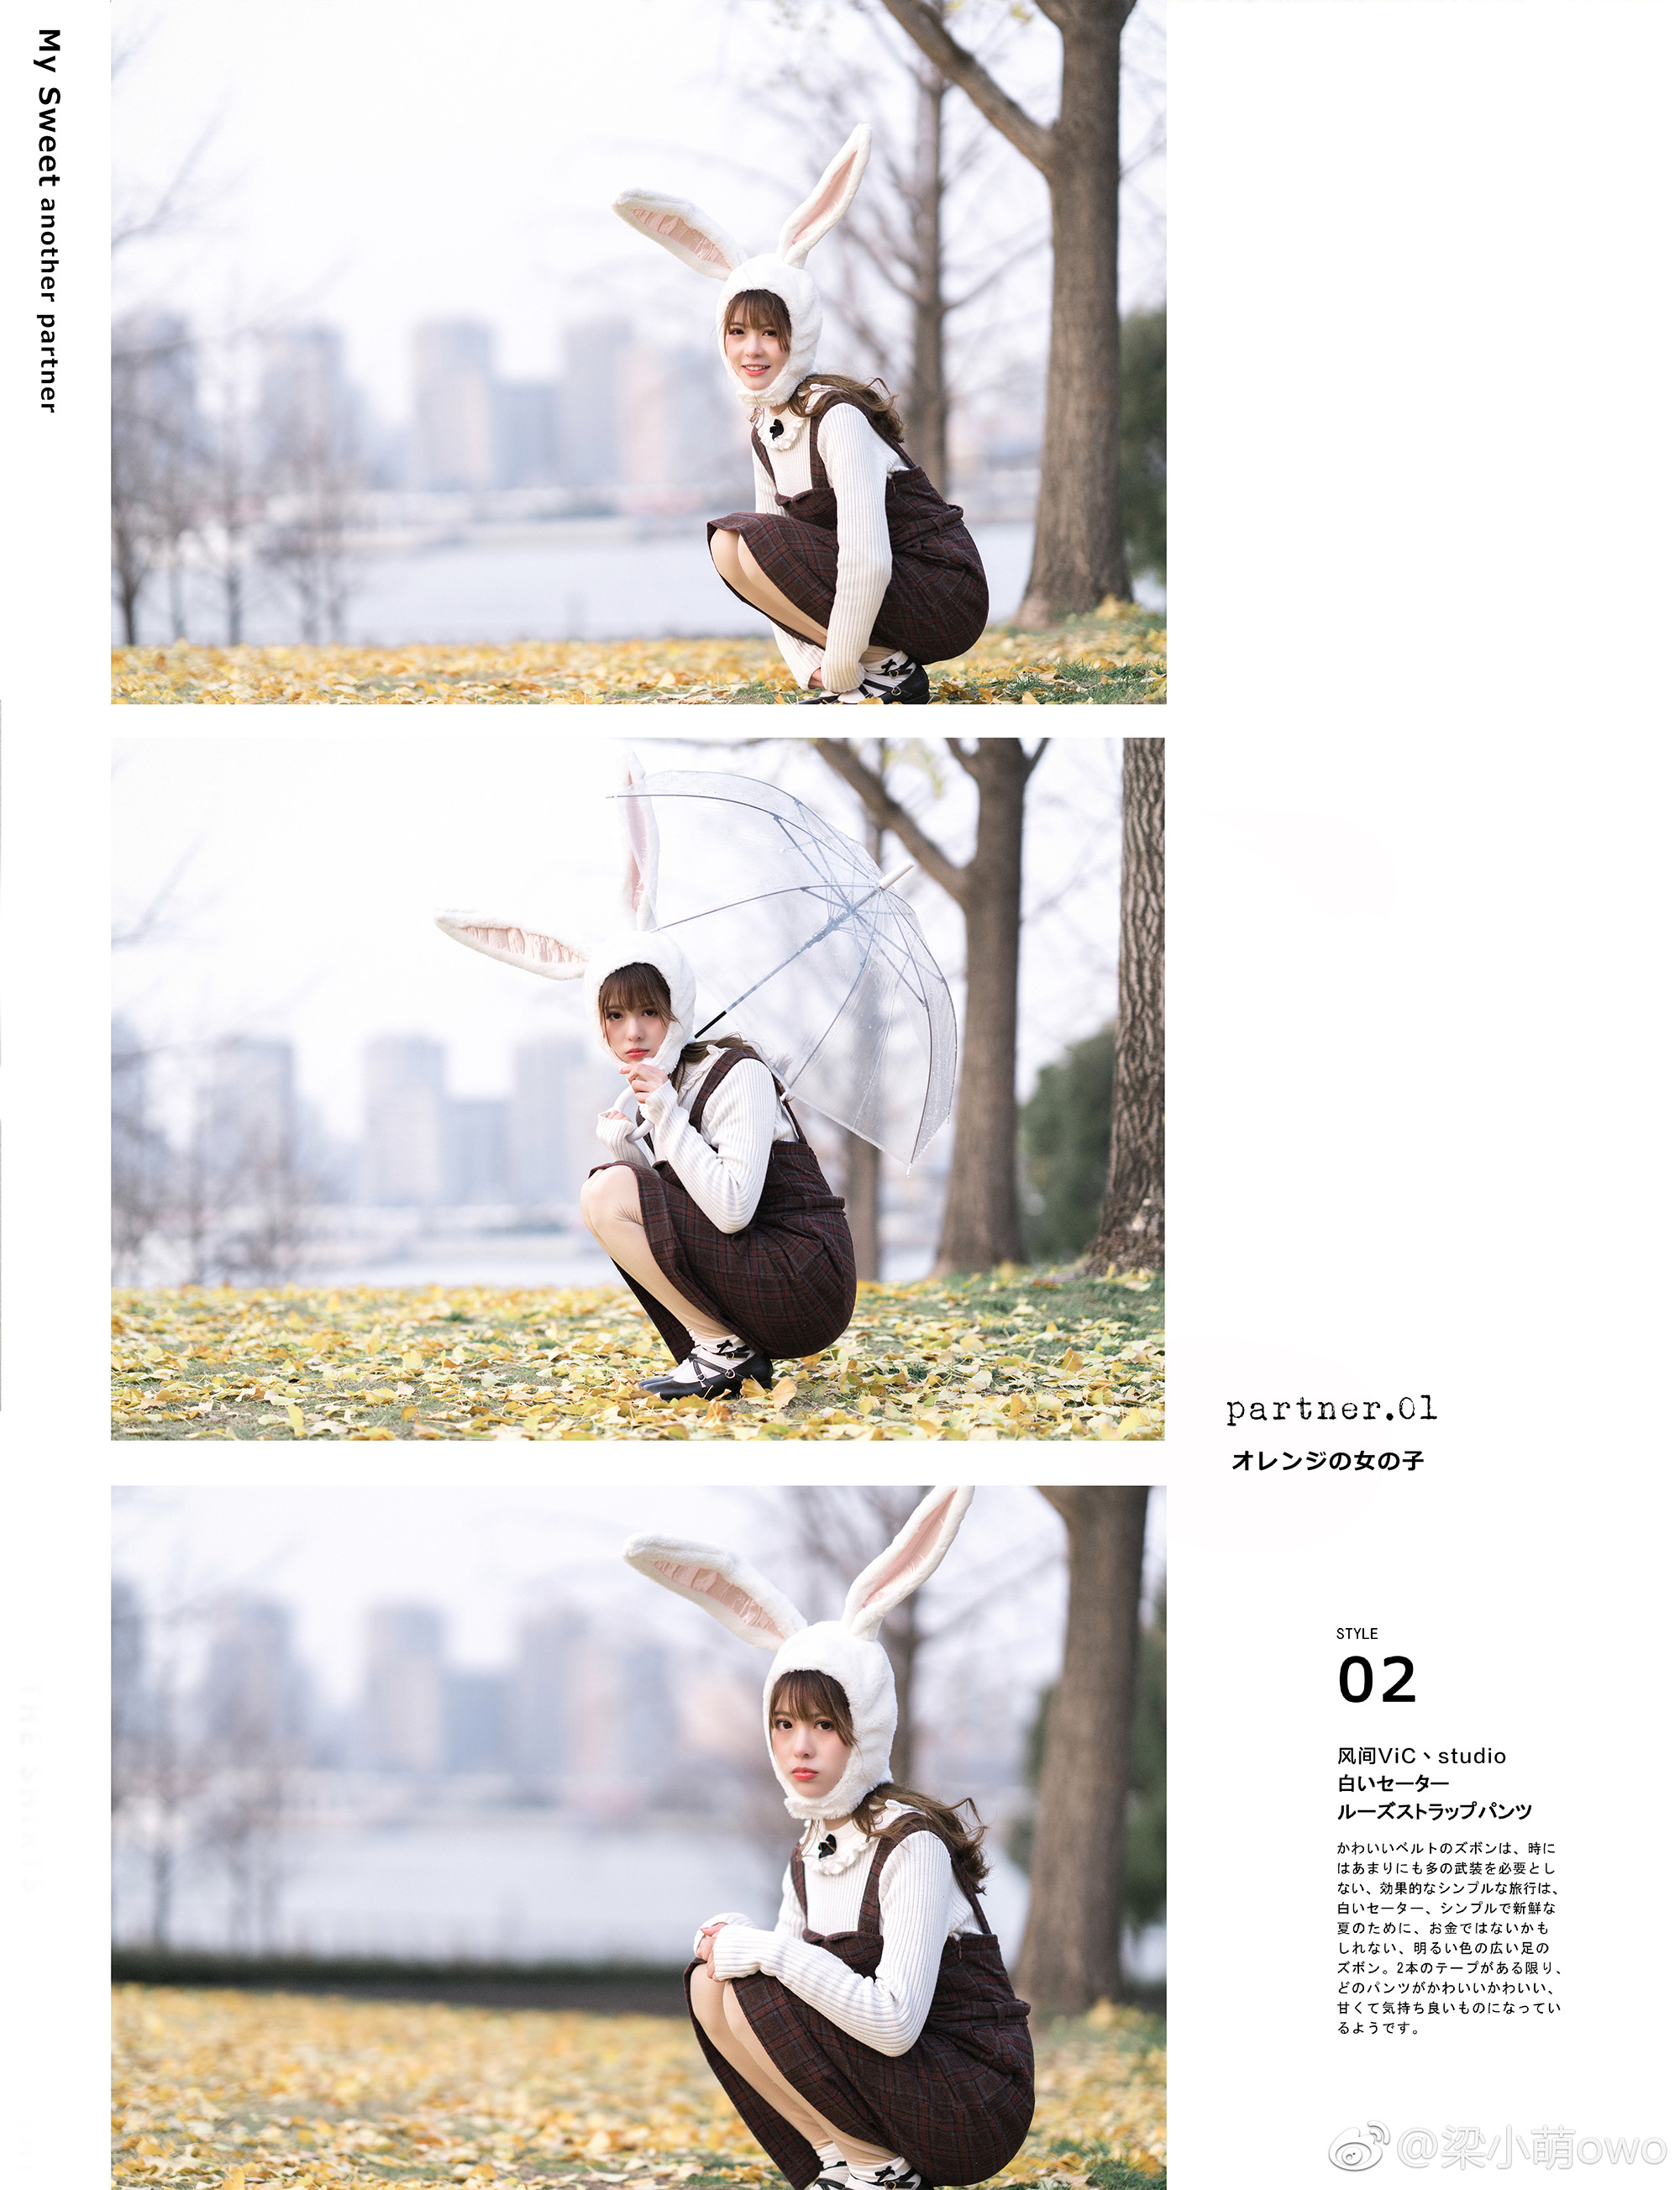 My Sweet another partner
partner.01
オレンジの女の子
STYLE
02
风间ViC丶studio
白いセーター
ルーズストラップパンツ
かわいいベルトのズボンは、時に
はあまりにも多の武装を必要とし
ない、効果的なシンプルな旅行は、
白いセーター、シンプルで新鮮な
夏のために、お金ではないかも
しれない、明るい色の広い足の
ズボン。2本のテープがある限り、
どのパンツがかわいいかわいい、
甘くて気持ち良いものになってい
るようです。
@梁小萌owo